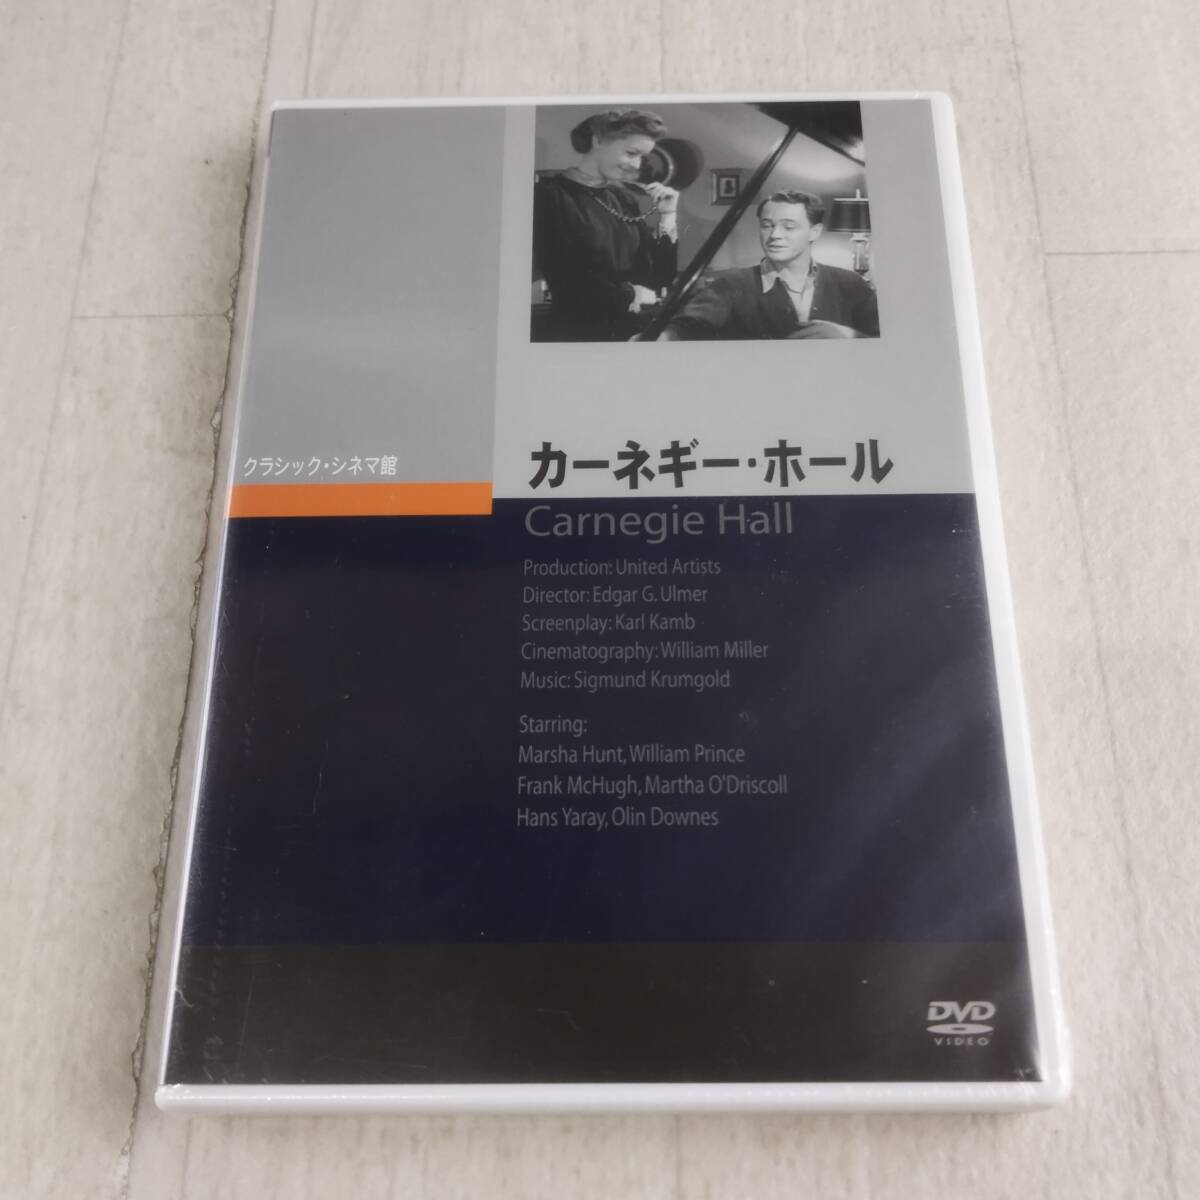 クラシック・シネマ館
カーネギー・ホール
Carnegie Hall
Production: United Artists
Director: Edgar G. Ulmer
Screenplay: Karl Kamb
Cinematography: William Miller
Music: Sigmund Krumgold
Starring:
Marsha Hunt, William Prince
Frank McHugh, Martha O'Driscoll
Hans Yaray, Olin Downes
DVD
VIDEO